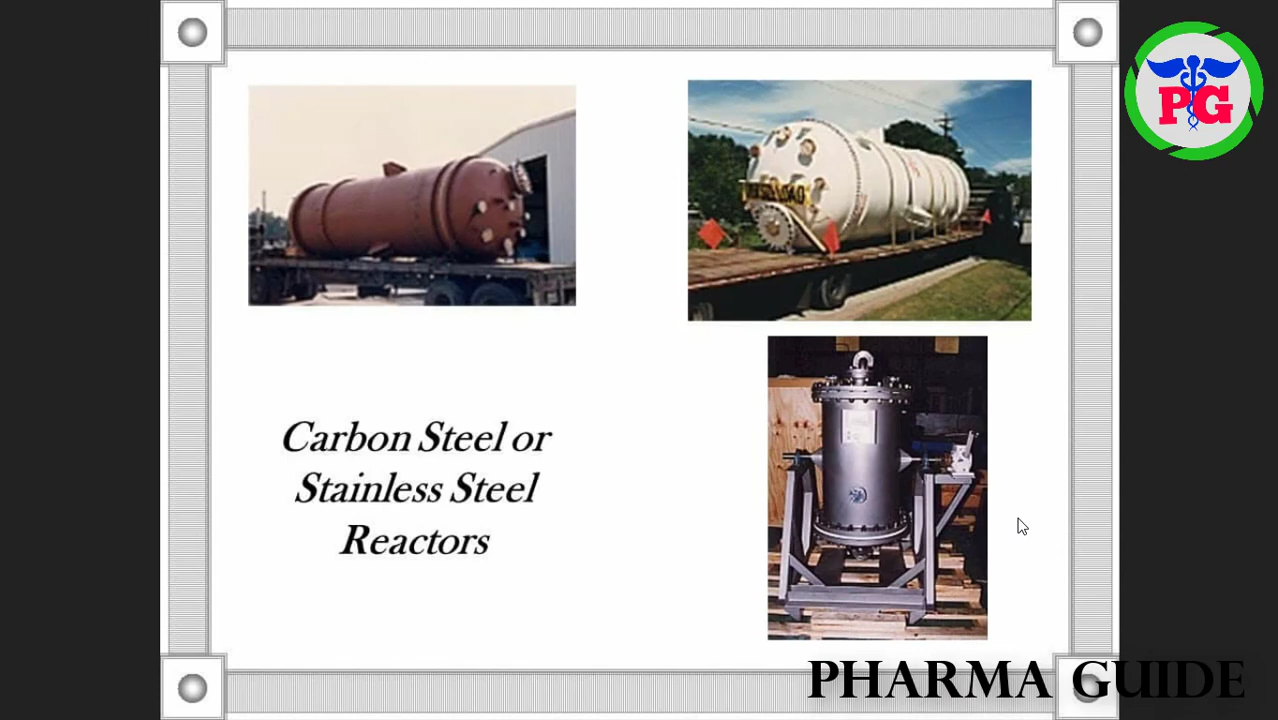 PG
Carbon Steel or
Stainless Steel
Reactors
PHARMA GUIDE